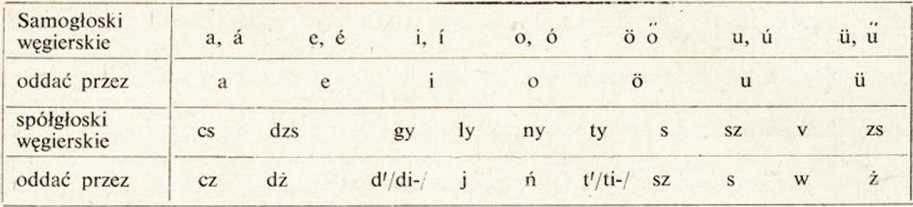 Samogłoski węgierskie a, á e, é i, í o, ó ö ő u, ú ü, ű
oddać przez a e i o ö u ü
spółgłoski węgierskie cs dzs gy ly ny ty s sz v zs
oddać przez cz dż d'/di-/ j ń t'/ti-/ sz s w ż